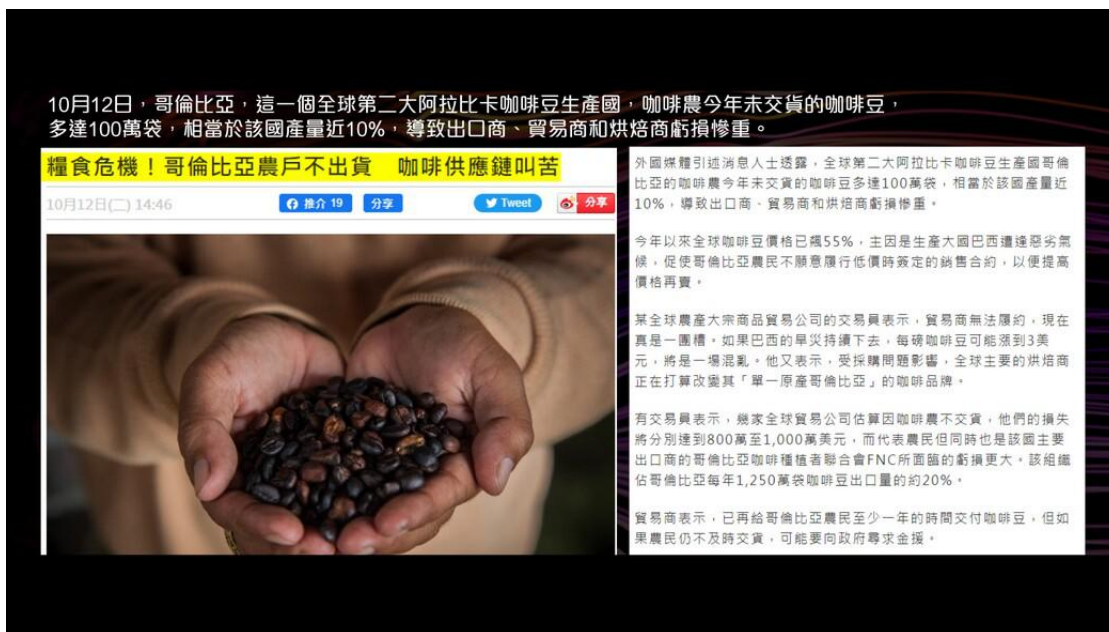 10月12日，哥倫比亞，這一個全球第二大阿拉比卡咖啡豆生產國，咖啡農今年未交貨的咖啡豆，
多達100萬袋，相當於該國產量近10%，導致出口商、貿易商和烘焙商虧損慘重。
糧食危機！哥倫比亞農戶不出貨　咖啡供應鏈叫苦
10月12日(二) 14:46
推介 19
分享
Tweet
分享
外國媒體引述消息人士透露，全球第二大阿拉比卡咖啡豆生產國哥倫
比亞的咖啡農今年未交貨的咖啡豆多達100萬袋，相當於該國產量近
10%，導致出口商、貿易商和烘焙商虧損慘重。
今年以來全球咖啡豆價格已飆55%，主因是生產大國巴西遭逢惡劣氣
候，促使哥倫比亞農民不願意履行低價時簽定的銷售合約，以便提高
價格再賣。
某全球農產大宗商品貿易公司的交易員表示，貿易商無法履約，現在
真是一團糟。如果巴西的旱災持續下去，每磅咖啡豆可能漲到3美
元，將是一場混亂。他又表示，受採購問題影響，全球主要的烘焙商
正在打算改變其「單一原產哥倫比亞」的咖啡品牌。
有交易員表示，幾家全球貿易公司估算因咖啡農不交貨，他們的損失
將分別達到800萬至1,000萬美元，而代表農民但同時也是該國主要
出口商的哥倫比亞咖啡種植者聯合會FNC所面臨的虧損更大。該組織
佔哥倫比亞每年1,250萬袋咖啡豆出口量的約20%。
貿易商表示，已再給哥倫比亞農民至少一年的時間交付咖啡豆，但如
果農民仍不及時交貨，可能要向政府尋求金援。